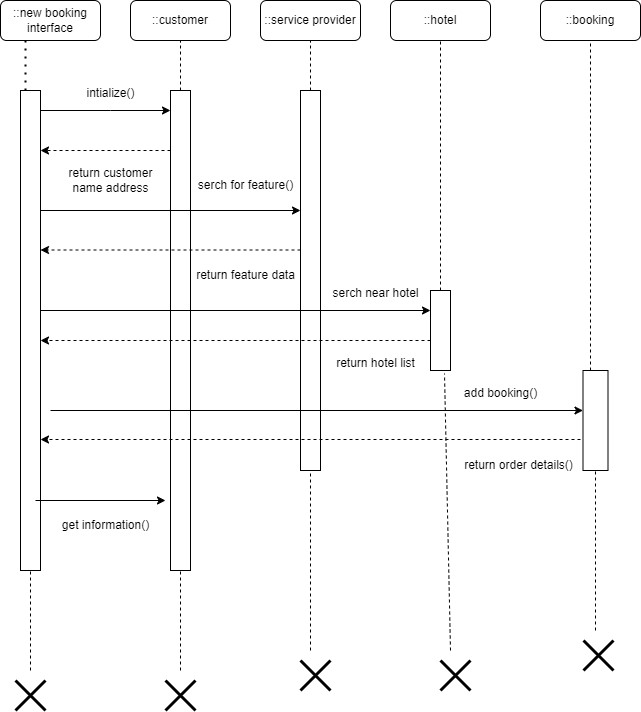 ::new booking
interface
::customer
::service provider
::hotel
::booking
intialize()
return customer
name address
serch for feature()
return feature data
serch near hotel
return hotel list
add booking()
return order details()
get information()